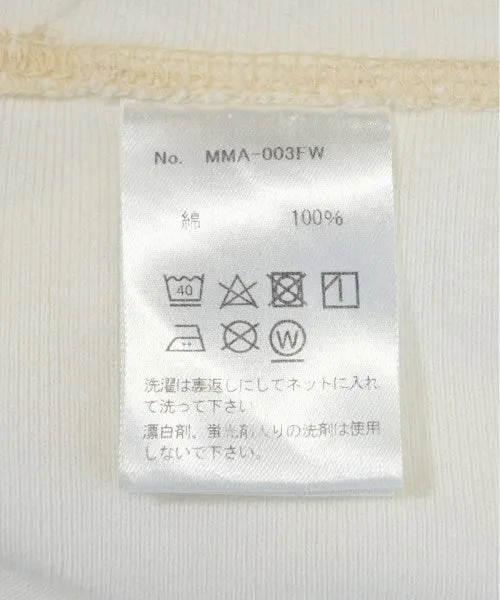 No. MMA-003FW
綿 100%
40
W
洗濯は裏返しにしてネットに入れ
て洗って下さい
漂白剤、蛍光剤入りの洗剤は使用
しないで下さい。